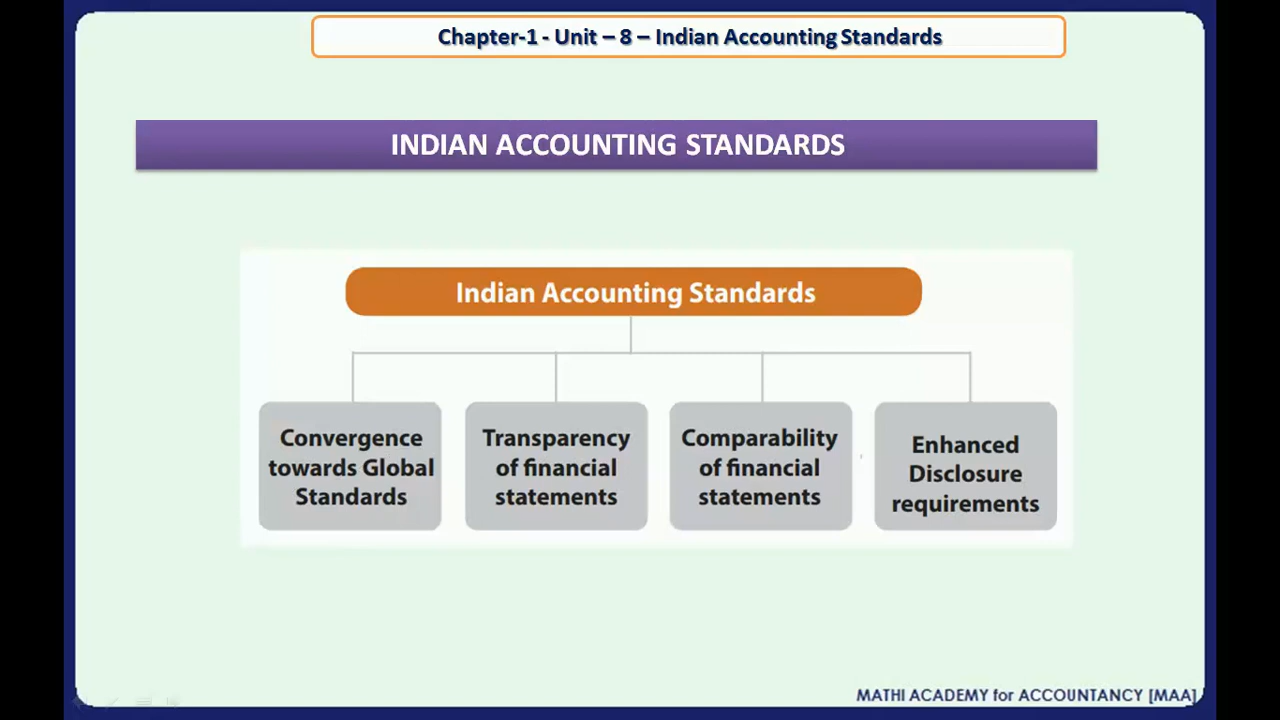 Chapter-1 - Unit – 8 – Indian Accounting Standards
INDIAN ACCOUNTING STANDARDS
Indian Accounting Standards
Convergence
towards Global
Standards
Transparency
of financial
statements
Comparability
of financial
statements
Enhanced
Disclosure
requirements
MATHI ACADEMY for ACCOUNTANCY [MAA]